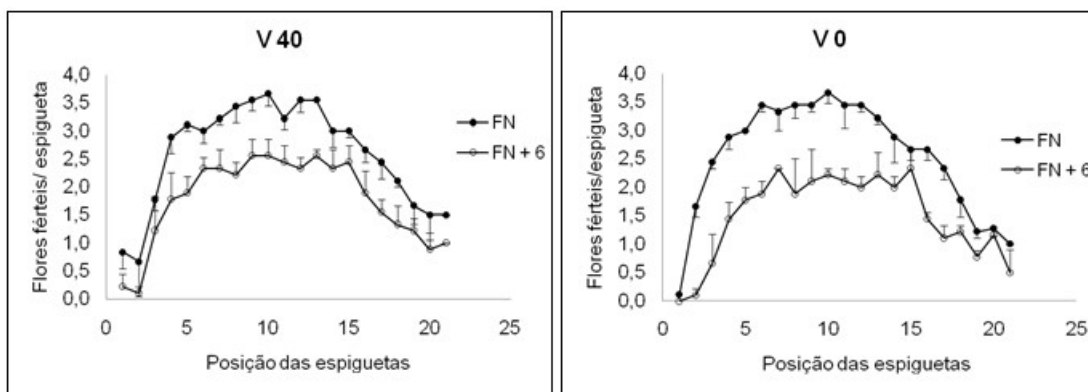 V 40
4,0
3,5
3,0
2,5
2,0
1,5
1,0
0,5
0,0
Flores férteis/ espigueta
0 5 10 15 20 25
Posição das espiguetas
FN
FN + 6
V 0
4,0
3,5
3,0
2,5
2,0
1,5
1,0
0,5
0,0
Flores férteis/espigueta
0 5 10 15 20 25
Posição das espiguetas
FN
FN + 6